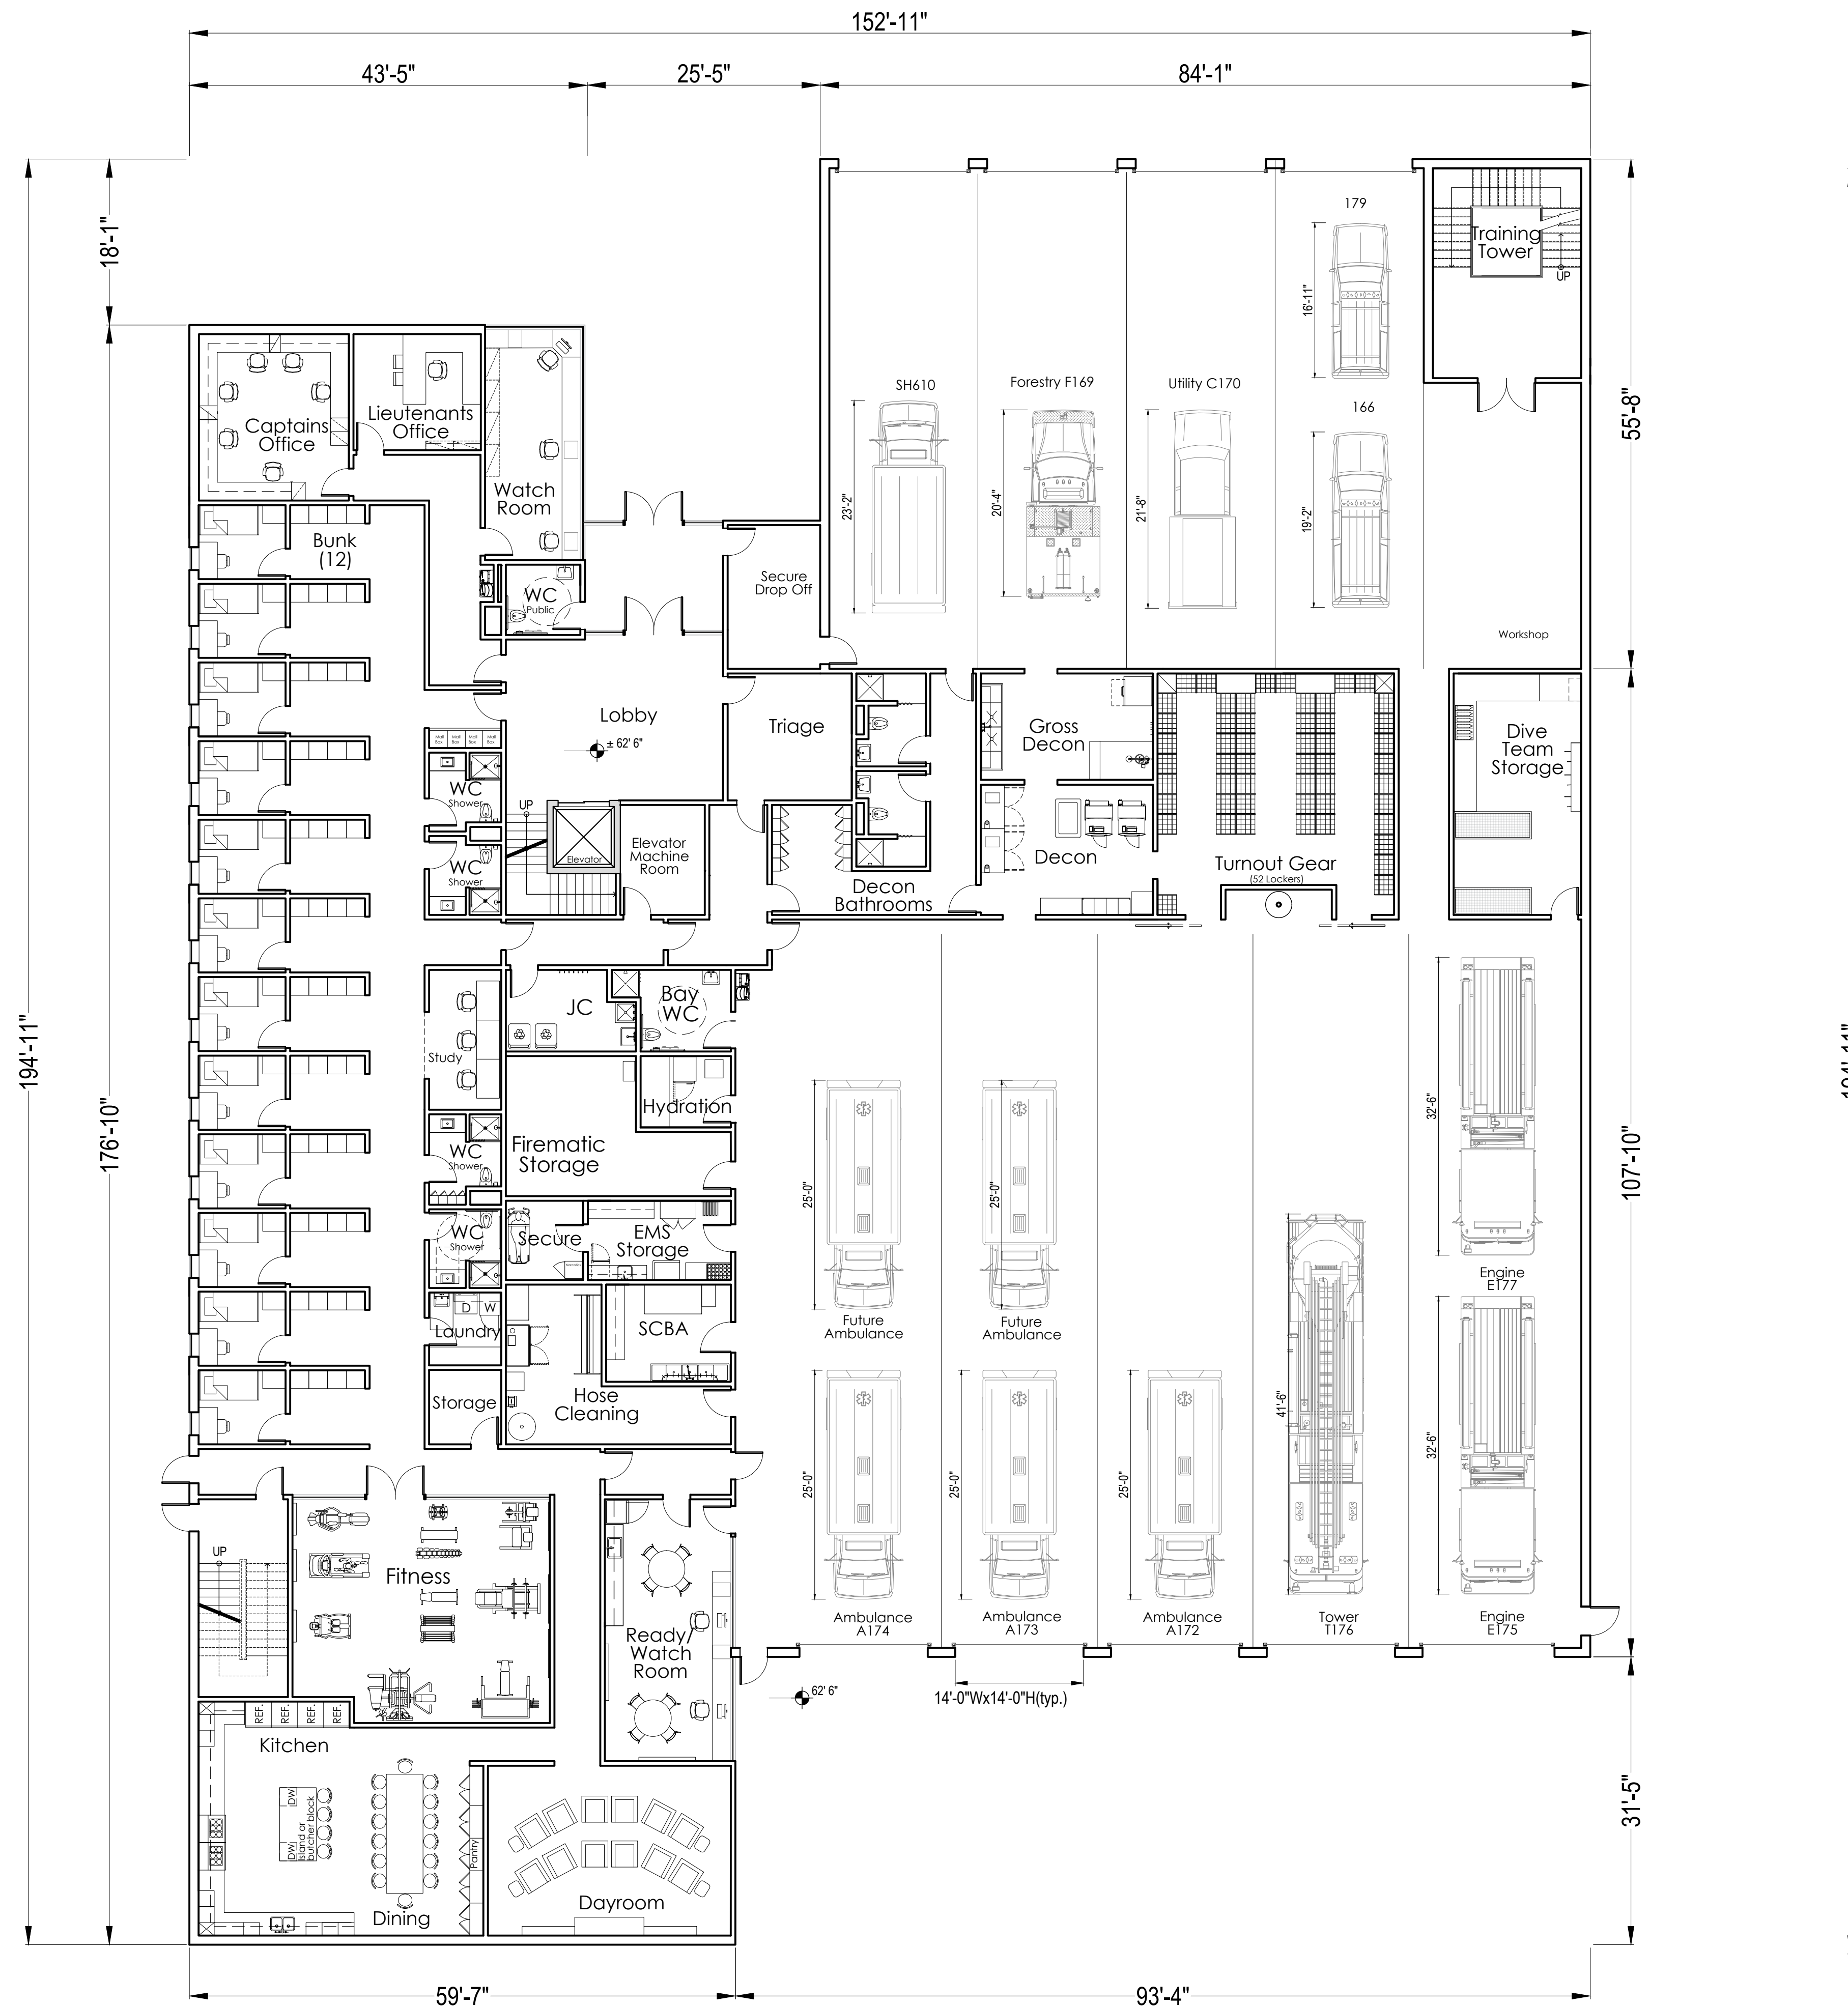 152'-11"
43'-5"
25'-5"
84'-1"
18'-1"
194'-11"
176'-10"
55'-8"
107'-10"
31'-5"
179
Training
Tower
UP
16'-11"
SH610
Forestry F169
Utility C170
166
23'-2"
20'-4"
21'-8"
19'-2"
Captains
Office
Lieutenants
Office
Watch
Room
Bunk
(12)
WC
Public
Secure
Drop Off
Workshop
Lobby
± 62' 6"
Triage
Gross
Decon
Dive
Team
Storage
Mail
Box
Mail
Box
Mail
Box
Mail
Box
WC
Shower
WC
Shower
UP
Elevator
Elevator
Machine
Room
Decon
Bathrooms
Decon
Turnout Gear
(52 Lockers)
JC
Bay
WC
Study
Hydration
Firematic
Storage
WC
Shower
WC
Shower
Secure
EMS
Storage
D
W
Laundry
SCBA
Storage
Hose
Cleaning
25'-0"
25'-0"
Future
Ambulance
Future
Ambulance
32'-6"
Engine
E177
25'-0"
25'-0"
25'-0"
41'-6"
32'-6"
Ambulance
A174
Ambulance
A173
Ambulance
A172
Tower
T176
Engine
E175
UP
Fitness
Ready/
Watch
Room
62' 6"
14'-0"Wx14'-0"H(typ.)
REF.
REF.
REF.
REF.
Kitchen
DW
DW
Island or
butcher block
Pantry
Dining
Dayroom
59'-7"
93'-4"